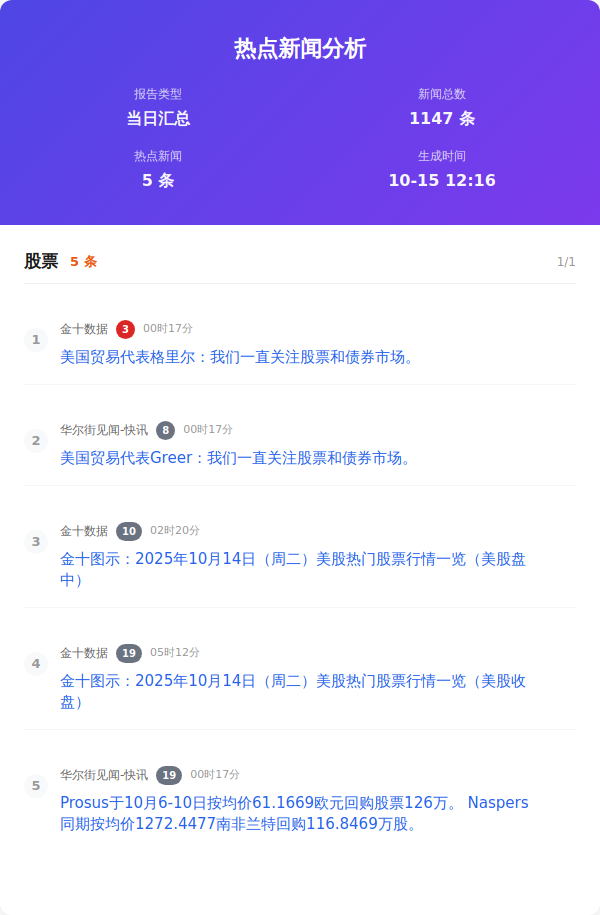 热点新闻分析
报告类型
新闻总数
当日汇总
1147 条
热点新闻
生成时间
5 条
10-15 12:16
股票 5 条 1/1
1
金十数据 3 00时17分
美国贸易代表格里尔：我们一直关注股票和债券市场。
2
华尔街见闻-快讯 8 00时17分
美国贸易代表Greer：我们一直关注股票和债券市场。
3
金十数据 10 02时20分
金十图示：2025年10月14日（周二）美股热门股票行情一览（美股盘
中）
4
金十数据 19 05时12分
金十图示：2025年10月14日（周二）美股热门股票行情一览（美股收
盘）
5
华尔街见闻-快讯 19 00时17分
Prosus于10月6-10日按均价61.1669欧元回购股票126万。 Naspers
同期按均价1272.4477南非兰特回购116.8469万股。